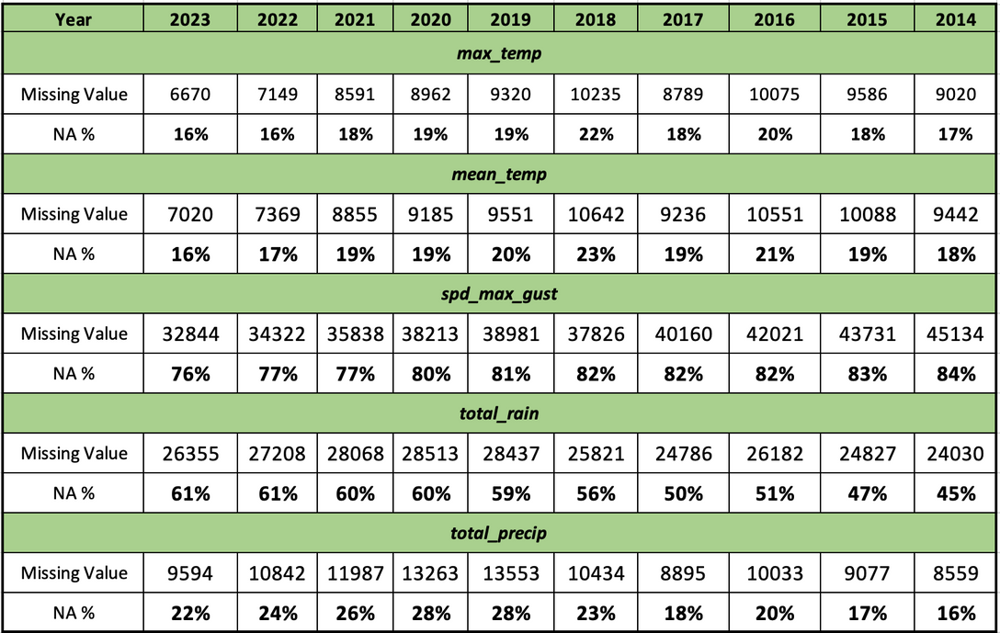 Year 2023 2022 2021 2020 2019 2018 2017 2016 2015 2014
max_temp
Missing Value 6670 7149 8591 8962 9320 10235 8789 10075 9586 9020
NA % 16% 16% 18% 19% 19% 22% 18% 20% 18% 17%
mean_temp
Missing Value 7020 7369 8855 9185 9551 10642 9236 10551 10088 9442
NA % 16% 17% 19% 19% 20% 23% 19% 21% 19% 18%
spd_max_gust
Missing Value 32844 34322 35838 38213 38981 37826 40160 42021 43731 45134
NA % 76% 77% 77% 80% 81% 82% 82% 82% 83% 84%
total_rain
Missing Value 26355 27208 28068 28513 28437 25821 24786 26182 24827 24030
NA % 61% 61% 60% 60% 59% 56% 50% 51% 47% 45%
total_precip
Missing Value 9594 10842 11987 13263 13553 10434 8895 10033 9077 8559
NA % 22% 24% 26% 28% 28% 23% 18% 20% 17% 16%